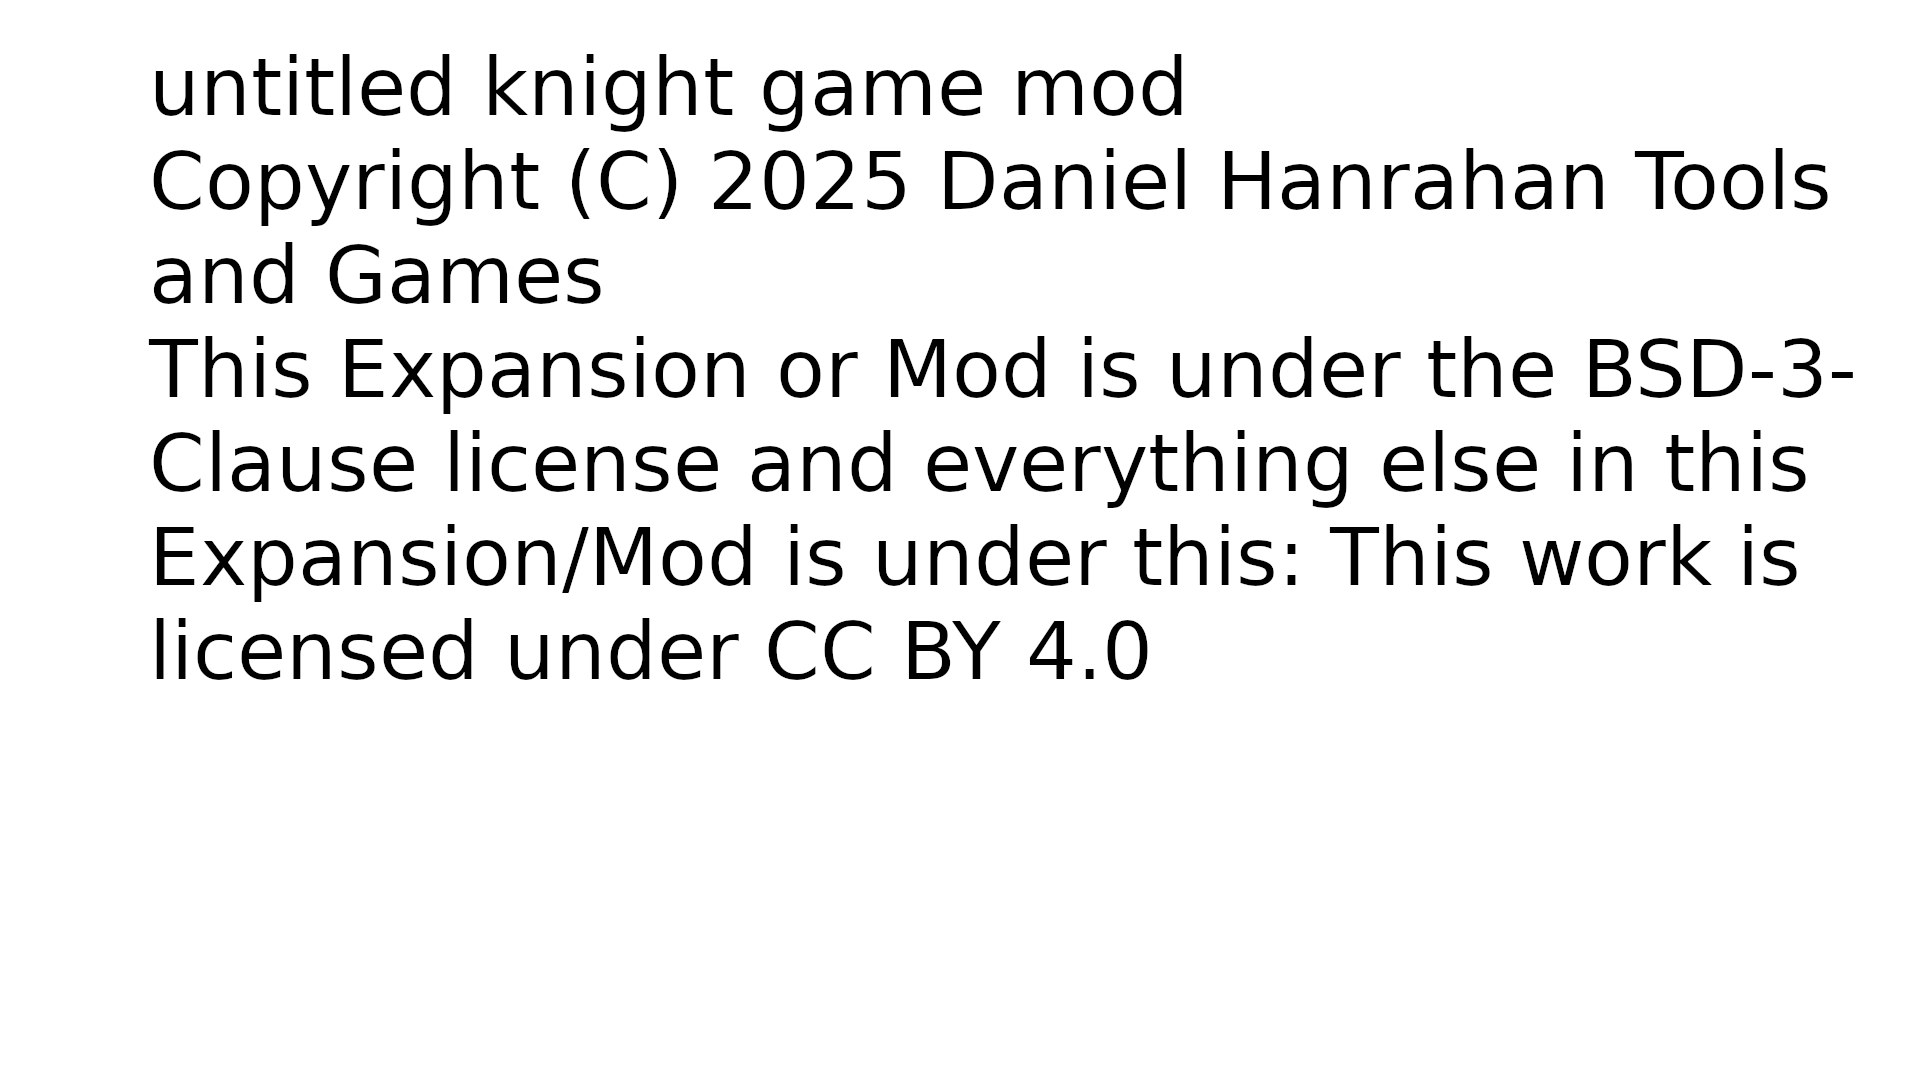 untitled knight game mod
Copyright (C) 2025 Daniel Hanrahan Tools
and Games
This Expansion or Mod is under the BSD-3-
Clause license and everything else in this
Expansion/Mod is under this: This work is
licensed under CC BY 4.0